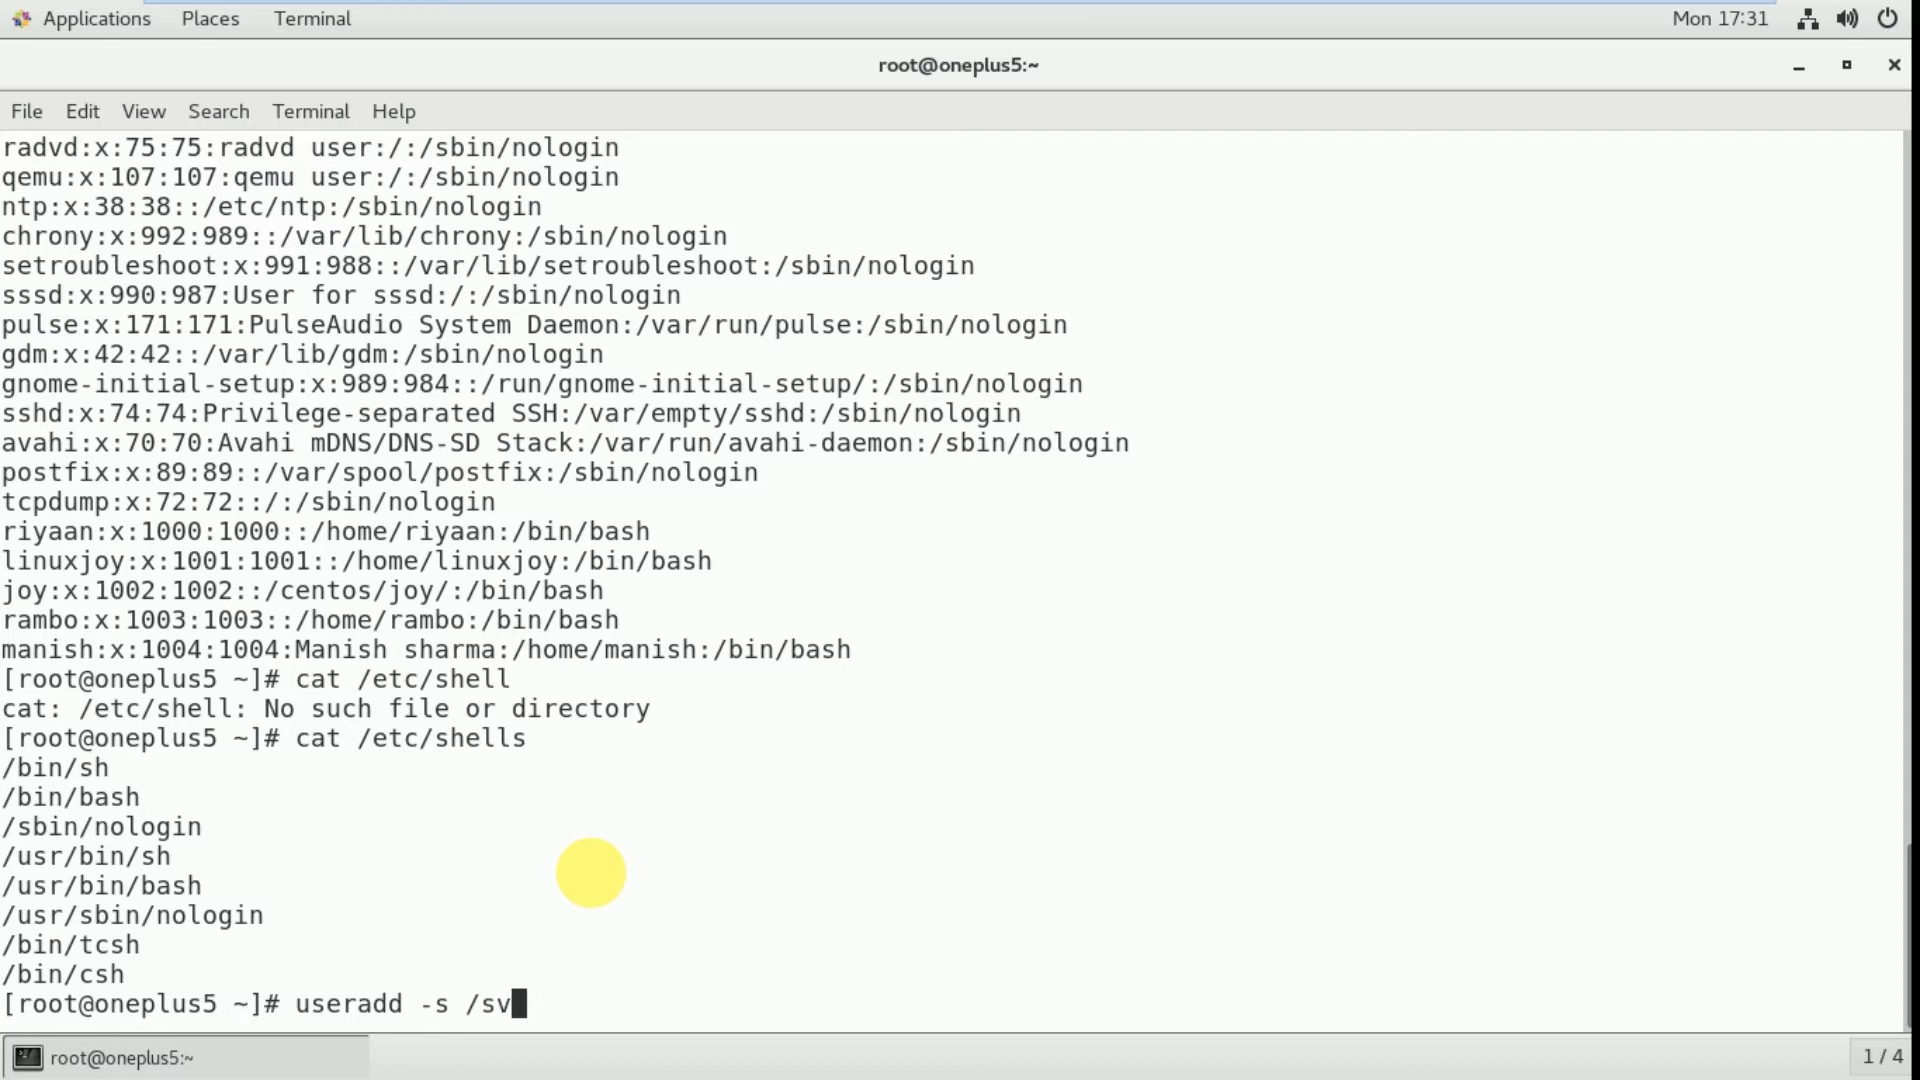 Applications Places Terminal Mon 17:31
root@oneplus5:~
File Edit View Search Terminal Help
radvd:x:75:75:radvd user:/:/sbin/nologin
qemu:x:107:107:qemu user:/:/sbin/nologin
ntp:x:38:38::/etc/ntp:/sbin/nologin
chrony:x:992:989::/var/lib/chrony:/sbin/nologin
setroubleshoot:x:991:988::/var/lib/setroubleshoot:/sbin/nologin
sssd:x:990:987:User for sssd:/:/sbin/nologin
pulse:x:171:171:PulseAudio System Daemon:/var/run/pulse:/sbin/nologin
gdm:x:42:42::/var/lib/gdm:/sbin/nologin
gnome-initial-setup:x:989:984::/run/gnome-initial-setup/:/sbin/nologin
sshd:x:74:74:Privilege-separated SSH:/var/empty/sshd:/sbin/nologin
avahi:x:70:70:Avahi mDNS/DNS-SD Stack:/var/run/avahi-daemon:/sbin/nologin
postfix:x:89:89::/var/spool/postfix:/sbin/nologin
tcpdump:x:72:72::/:/sbin/nologin
riyaan:x:1000:1000::/home/riyaan:/bin/bash
linuxjoy:x:1001:1001::/home/linuxjoy:/bin/bash
joy:x:1002:1002::/centos/joy/:/bin/bash
rambo:x:1003:1003::/home/rambo:/bin/bash
manish:x:1004:1004:Manish sharma:/home/manish:/bin/bash
[root@oneplus5 ~]# cat /etc/shell
cat: /etc/shell: No such file or directory
[root@oneplus5 ~]# cat /etc/shells
/bin/sh
/bin/bash
/sbin/nologin
/usr/bin/sh
/usr/bin/bash
/usr/sbin/nologin
/bin/tcsh
/bin/csh
[root@oneplus5 ~]# useradd -s /sv
root@oneplus5:~ 1 / 4